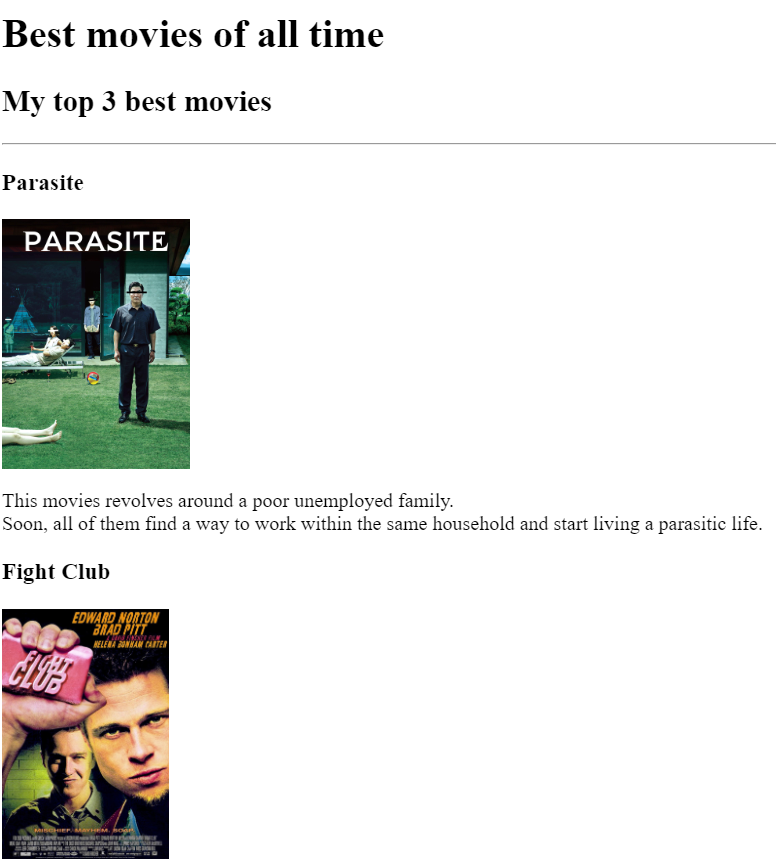 Best movies of all time
My top 3 best movies
Parasite
PARASITE
This movies revolves around a poor unemployed family.
Soon, all of them find a way to work within the same household and start living a parasitic life.
Fight Club
EDWARD NORTON
BRAD PITT
HELENA BONHAM CARTER
FIGHT
CLUB
MISCHIEF. MAYHEM. SOAP.